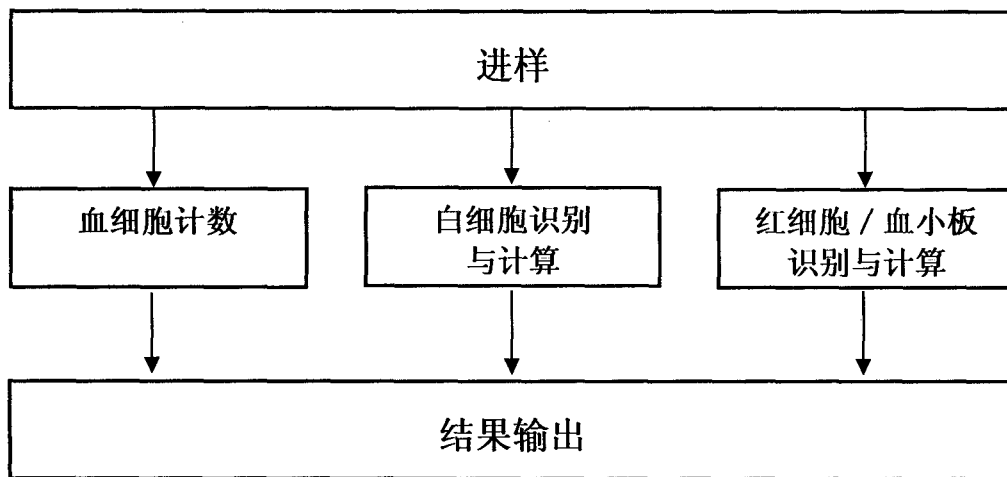 进样
血细胞计数
白细胞识别
与计算
红细胞 / 血小板
识别与计算
结果输出